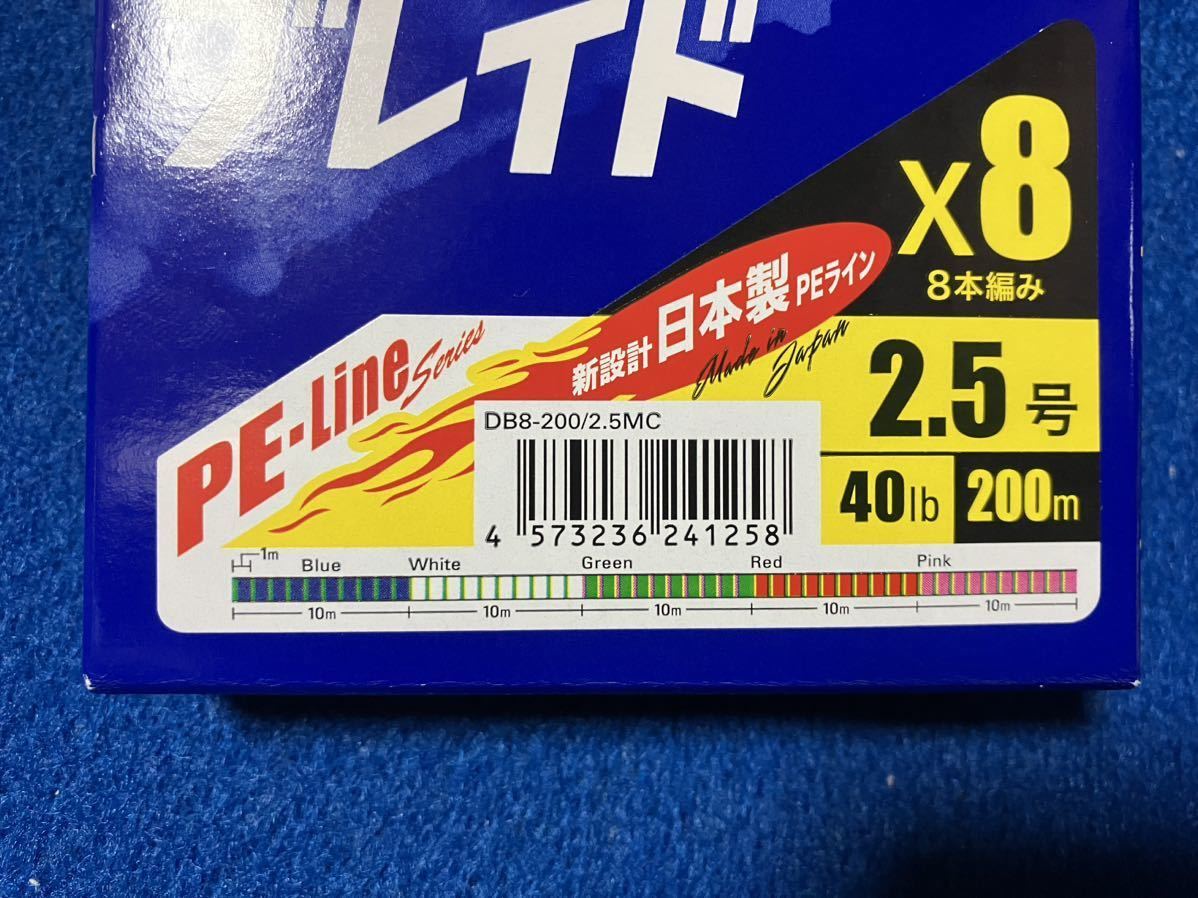 ブレイド
X8
8本編み
新設計 日本製 PEライン
Made in Japan
PE-Line Series
2.5号
40lb
200m
DB8-200/2.5MC
4 573236 241258
1m
Blue White Green Red Pink
10m 10m 10m 10m 10m